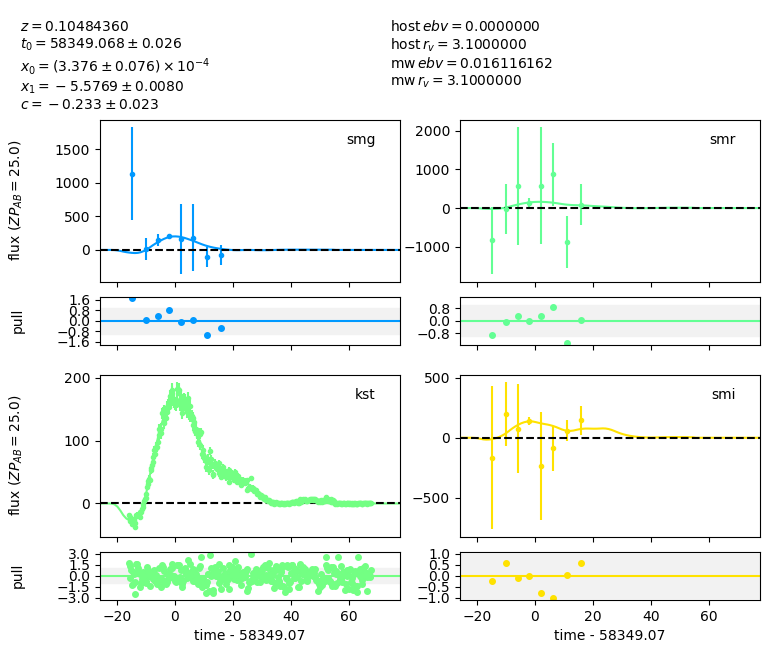 z = 0.10484360
t₀ = 58349.068 ± 0.026
x₀ = (3.376 ± 0.076) × 10⁻⁴
x₁ = −5.5769 ± 0.0080
c = −0.233 ± 0.023
host ebv = 0.0000000
host r_v = 3.1000000
mw ebv = 0.016116162
mw r_v = 3.1000000
smg
flux (ZP_AB = 25.0)
1500
1000
500
0
smr
2000
1000
0
−1000
pull
1.6
0.8
0.0
−0.8
−1.6
0.8
0.0
−0.8
kst
flux (ZP_AB = 25.0)
200
100
0
smi
500
0
−500
pull
3.0
1.5
0.0
−1.5
−3.0
1.0
0.5
0.0
−0.5
−1.0
−20 0 20 40 60
time - 58349.07
−20 0 20 40 60
time - 58349.07